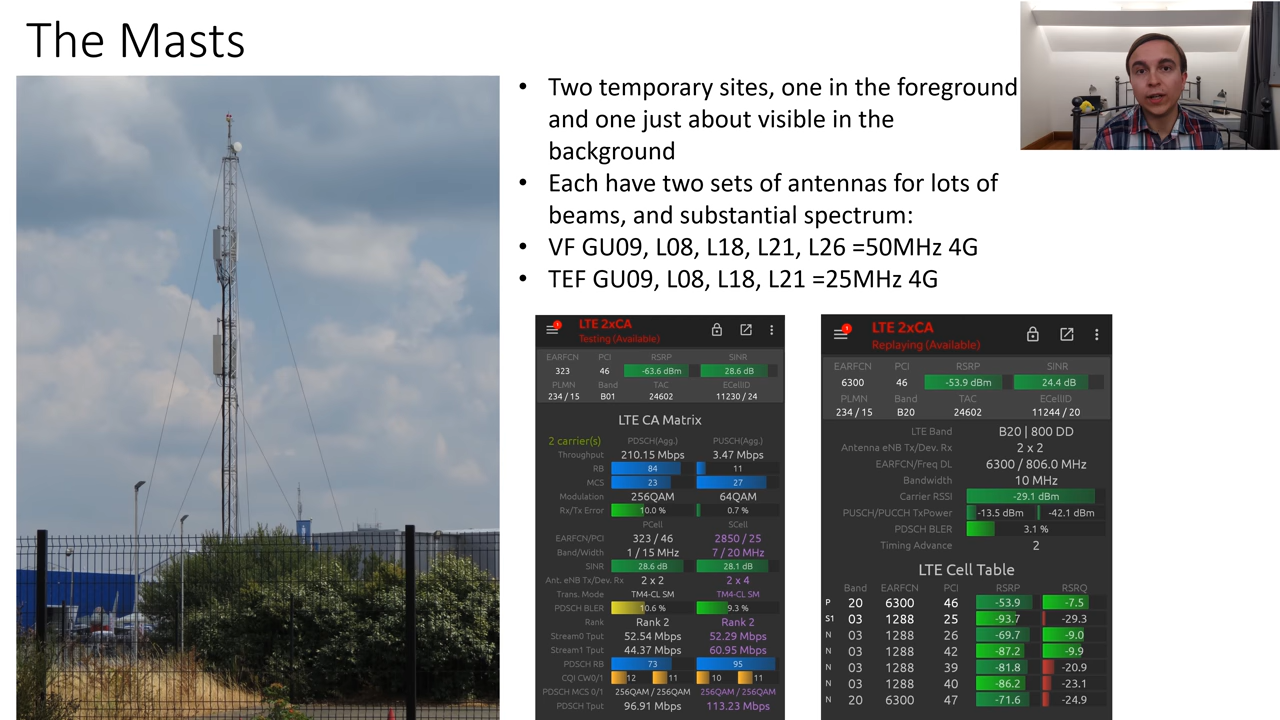 The Masts
• Two temporary sites, one in the foreground
and one just about visible in the
background
• Each have two sets of antennas for lots of
beams, and substantial spectrum:
• VF GU09, L08, L18, L21, L26 =50MHz 4G
• TEF GU09, L08, L18, L21 =25MHz 4G
1 LTE 2xCA
Testing (Available)
EARFCN PCI RSRP SINR
323 46 -63.6 dBm 28.6 dB
PLMN Band TAC ECellID
234 / 15 B01 24602 11230 / 24
LTE CA Matrix
2 carrier(s) PDSCH(Agg.) PUSCH(Agg.)
Throughput 210.15 Mbps 3.47 Mbps
RB 84 11
MCS 23 27
Modulation 256QAM 64QAM
Rx/Tx Error 10.0 % 0.7 %
PCell SCell
EARFCN/PCI 323 / 46 2850 / 25
Band/Width 1 / 15 MHz 7 / 20 MHz
SINR 28.6 dB 28.1 dB
Ant. eNB Tx/Dev. Rx 2 x 2 2 x 4
Trans. Mode TM4-CL SM TM4-CL SM
PDSCH BLER 10.6 % 9.3 %
Rank Rank 2 Rank 2
Stream0 Tput 52.54 Mbps 52.29 Mbps
Stream1 Tput 44.37 Mbps 60.95 Mbps
PDSCH RB 73 95
CQI CW0/1 12 11 10 11
PDSCH MCS 0/1 256QAM / 256QAM 256QAM / 256QAM
PDSCH Tput 96.91 Mbps 113.23 Mbps
1 LTE 2xCA
Replaying (Available)
EARFCN PCI RSRP SINR
6300 46 -53.9 dBm 24.4 dB
PLMN Band TAC ECellID
234 / 15 B20 24602 11244 / 20
LTE Band B20 | 800 DD
Antenna eNB Tx/Dev. Rx 2 x 2
EARFCN/Freq DL 6300 / 806.0 MHz
Bandwidth 10 MHz
Carrier RSSI -29.1 dBm
PUSCH/PUCCH TxPower -13.5 dBm -42.1 dBm
PDSCH BLER 3.1 %
Timing Advance 2
LTE Cell Table
Band EARFCN PCI RSRP RSRQ
P 20 6300 46 -53.9 -7.5
S1 03 1288 25 -93.7 -29.3
N 03 1288 26 -69.7 -9.0
N 03 1288 42 -87.2 -9.9
N 03 1288 39 -81.8 -20.9
N 03 1288 40 -86.2 -23.1
N 20 6300 47 -71.6 -24.9